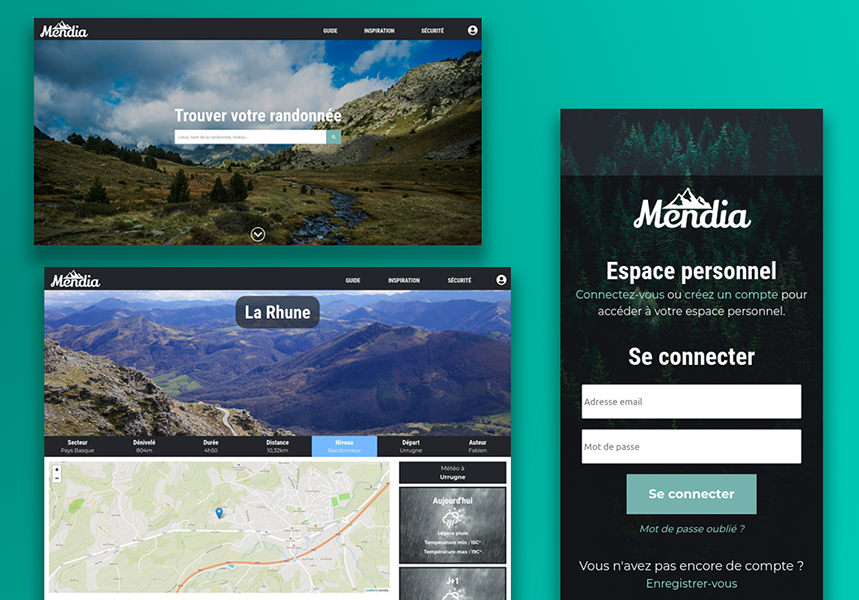 Mendia
GUIDE INSPIRATION SÉCURITÉ
Trouver votre randonnée
Lieux, nom de la randonnée, niveau...
Mendia
GUIDE INSPIRATION SÉCURITÉ
La Rhune
Secteur Dénivelé Durée Distance Niveau Départ Auteur
Pays Basque 804m 4h50 10,32km Randonneur Urrugne Fabien
+
−
Météo à
Urrugne
Aujourd'hui
Légère pluie
Température min : 15C°
Température max : 19C°
J+1
Mendia
Espace personnel
Connectez-vous ou créez un compte pour
accéder à votre espace personnel.
Se connecter
Adresse email
Mot de passe
Se connecter
Mot de passe oublié ?
Vous n'avez pas encore de compte ?
Enregistrer-vous